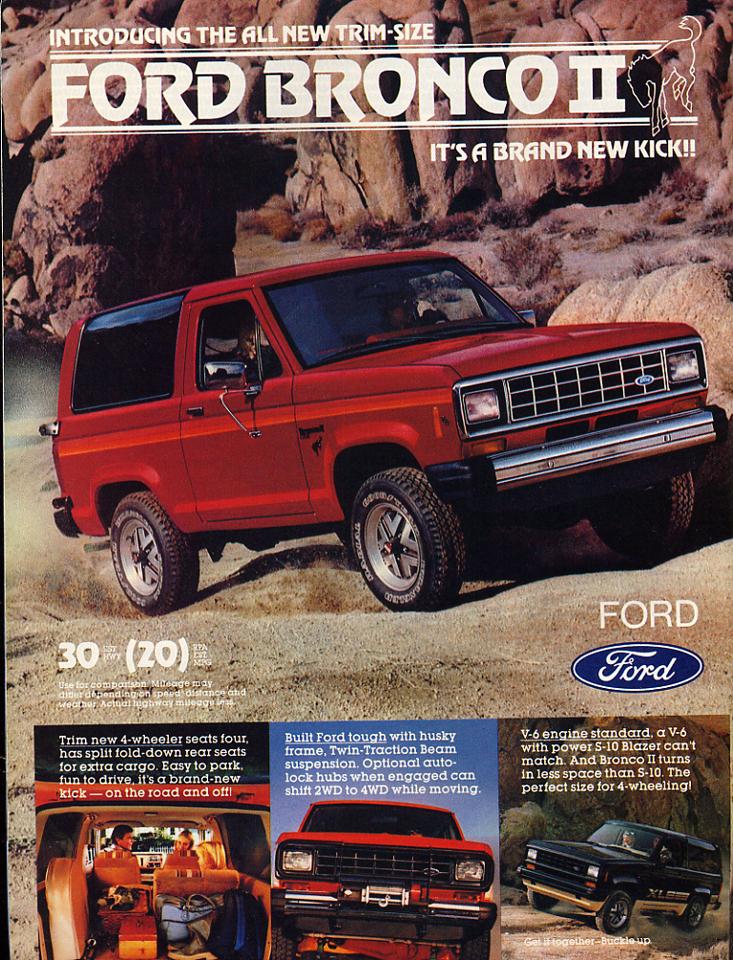 INTRODUCING THE ALL NEW TRIM-SIZE
FORD BRONCO II
IT'S A BRAND NEW KICK!!
Ford
FORD
Ford
30 EST HWY (20) EPA EST MPG
Use for comparison. Mileage may
differ depending on speed, distance and
weather. Actual highway mileage less.
Trim new 4-wheeler seats four,
has split fold-down rear seats
for extra cargo. Easy to park,
fun to drive, it's a brand-new
kick — on the road and off!
Built Ford tough with husky
frame, Twin-Traction Beam
suspension. Optional auto-
lock hubs when engaged can
shift 2WD to 4WD while moving.
V-6 engine standard, a V-6
with power S-10 Blazer can't
match. And Bronco II turns
in less space than S-10. The
perfect size for 4-wheeling!
XLS
Get it together—Buckle up.